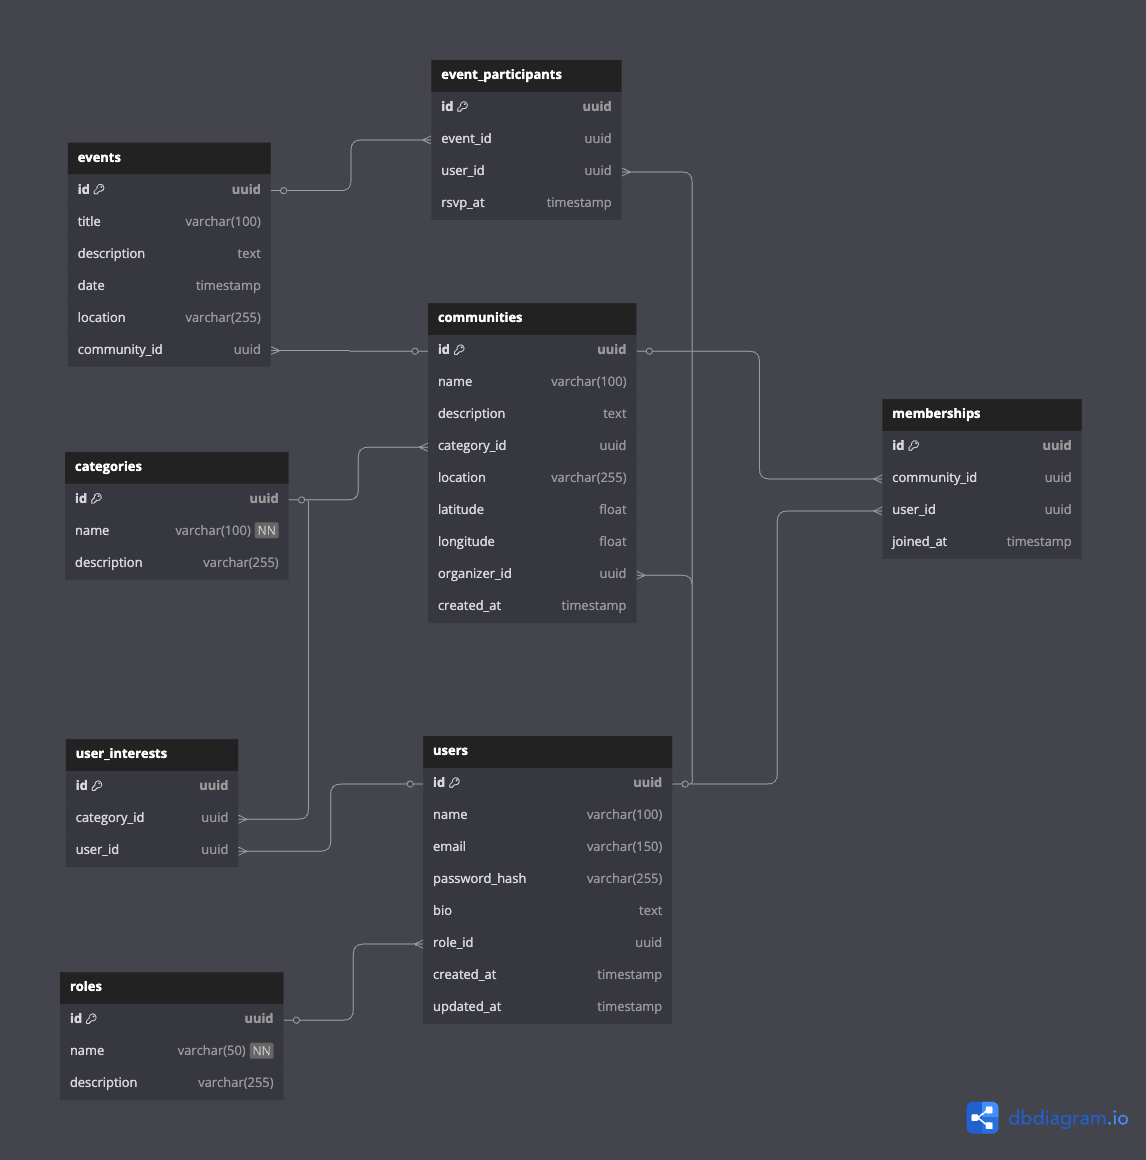 event_participants
id uuid
event_id uuid
user_id uuid
rsvp_at timestamp
events
id uuid
title varchar(100)
description text
date timestamp
location varchar(255)
community_id uuid
communities
id uuid
name varchar(100)
description text
category_id uuid
location varchar(255)
latitude float
longitude float
organizer_id uuid
created_at timestamp
memberships
id uuid
community_id uuid
user_id uuid
joined_at timestamp
categories
id uuid
name varchar(100) NN
description varchar(255)
user_interests
id uuid
category_id uuid
user_id uuid
users
id uuid
name varchar(100)
email varchar(150)
password_hash varchar(255)
bio text
role_id uuid
created_at timestamp
updated_at timestamp
roles
id uuid
name varchar(50) NN
description varchar(255)
dbdiagram.io